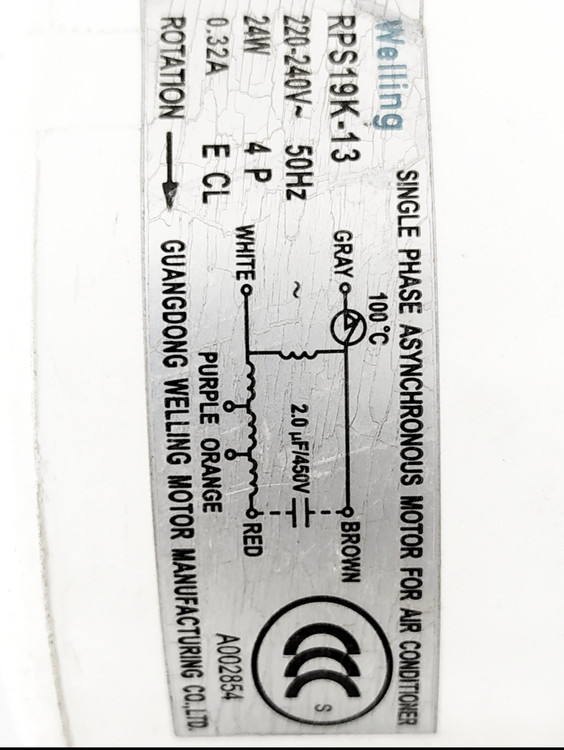 Welling
SINGLE PHASE ASYNCHRONOUS MOTOR FOR AIR CONDITIONER
RPS19K-13
220-240V~ 50Hz
24W 4 P
0.32A E CL
ROTATION
GRAY
100℃
BROWN
~
2.0 μF/450V
WHITE
RED
PURPLE ORANGE
CCC
S
A002854
GUANGDONG WELLING MOTOR MANUFACTURING CO.,LTD.